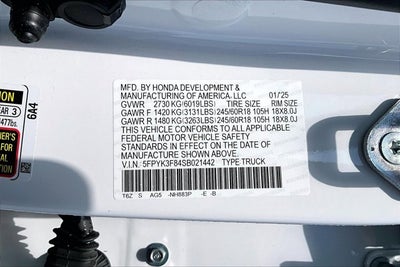 MFD. BY HONDA DEVELOPMENT &
MANUFACTURING OF AMERICA, LLC 01/25
GVWR 2730 KG (6019LBS) TIRE SIZE RIM SIZE
GAWR F 1420 KG(3131LBS) 245/60R18 105H 18X8.0J
GAWR R 1480 KG(3263LBS) 245/60R18 105H 18X8.0J
THIS VEHICLE CONFORMS TO ALL APPLICABLE
FEDERAL MOTOR VEHICLE SAFETY
STANDARDS IN EFFECT ON THE DATE OF
MANUFACTURE SHOWN ABOVE.
V.I.N. 5FPYK3F84SB021442 TYPE TRUCK
T6Z S AG5 -NH883P -E -B
6A4